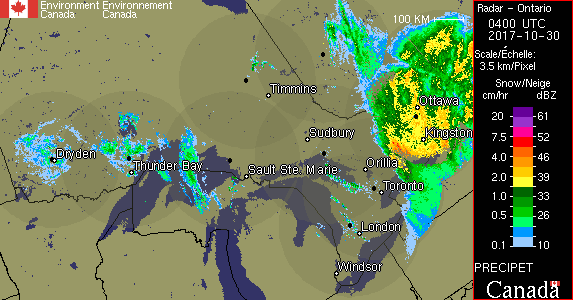 Environment Environnement
Canada Canada
100 KM
Timmins
Ottawa
Sudbury
Kingston
Dryden
Thunder Bay
Sault Ste. Marie
Orillia
Toronto
London
Windsor
Radar - Ontario
0400 UTC
2017-10-30
Scale/Échelle:
3.5 km/Pixel
Snow/Neige
cm/hr dBZ
20 61
7.5 52
4.0 46
2.0 39
1.0 33
0.5 26
0.1 10
PRECIPET
Canada